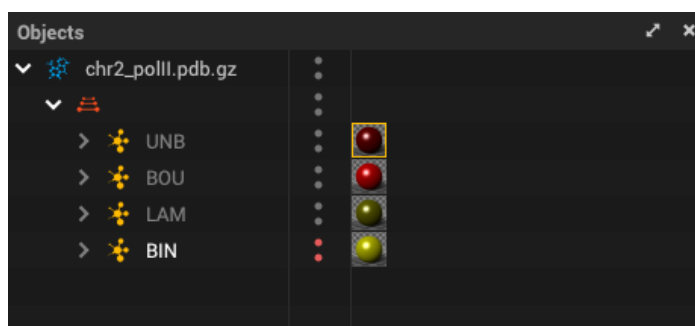 Objects
chr2_polII.pdb.gz
UNB
BOU
LAM
BIN